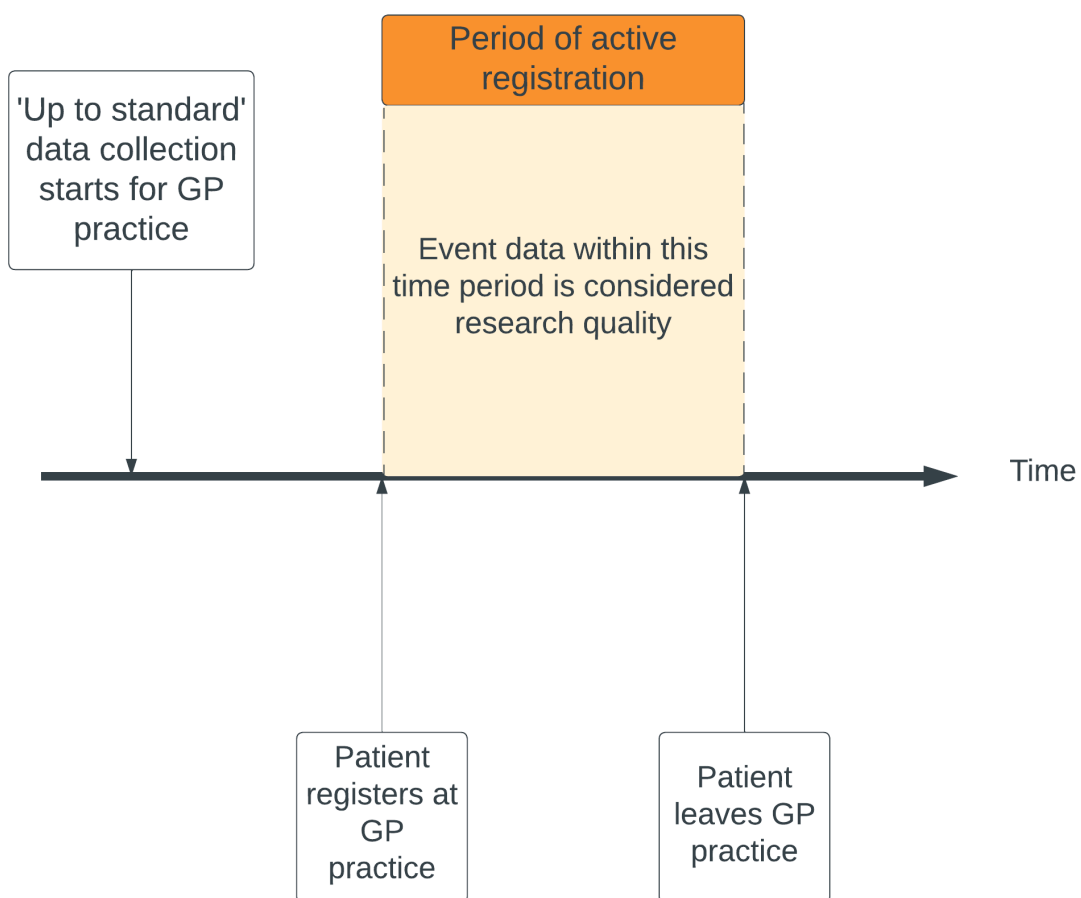 Period of active
registration
'Up to standard'
data collection
starts for GP
practice
Event data within this
time period is considered
research quality
Time
Patient
registers at
GP
practice
Patient
leaves GP
practice